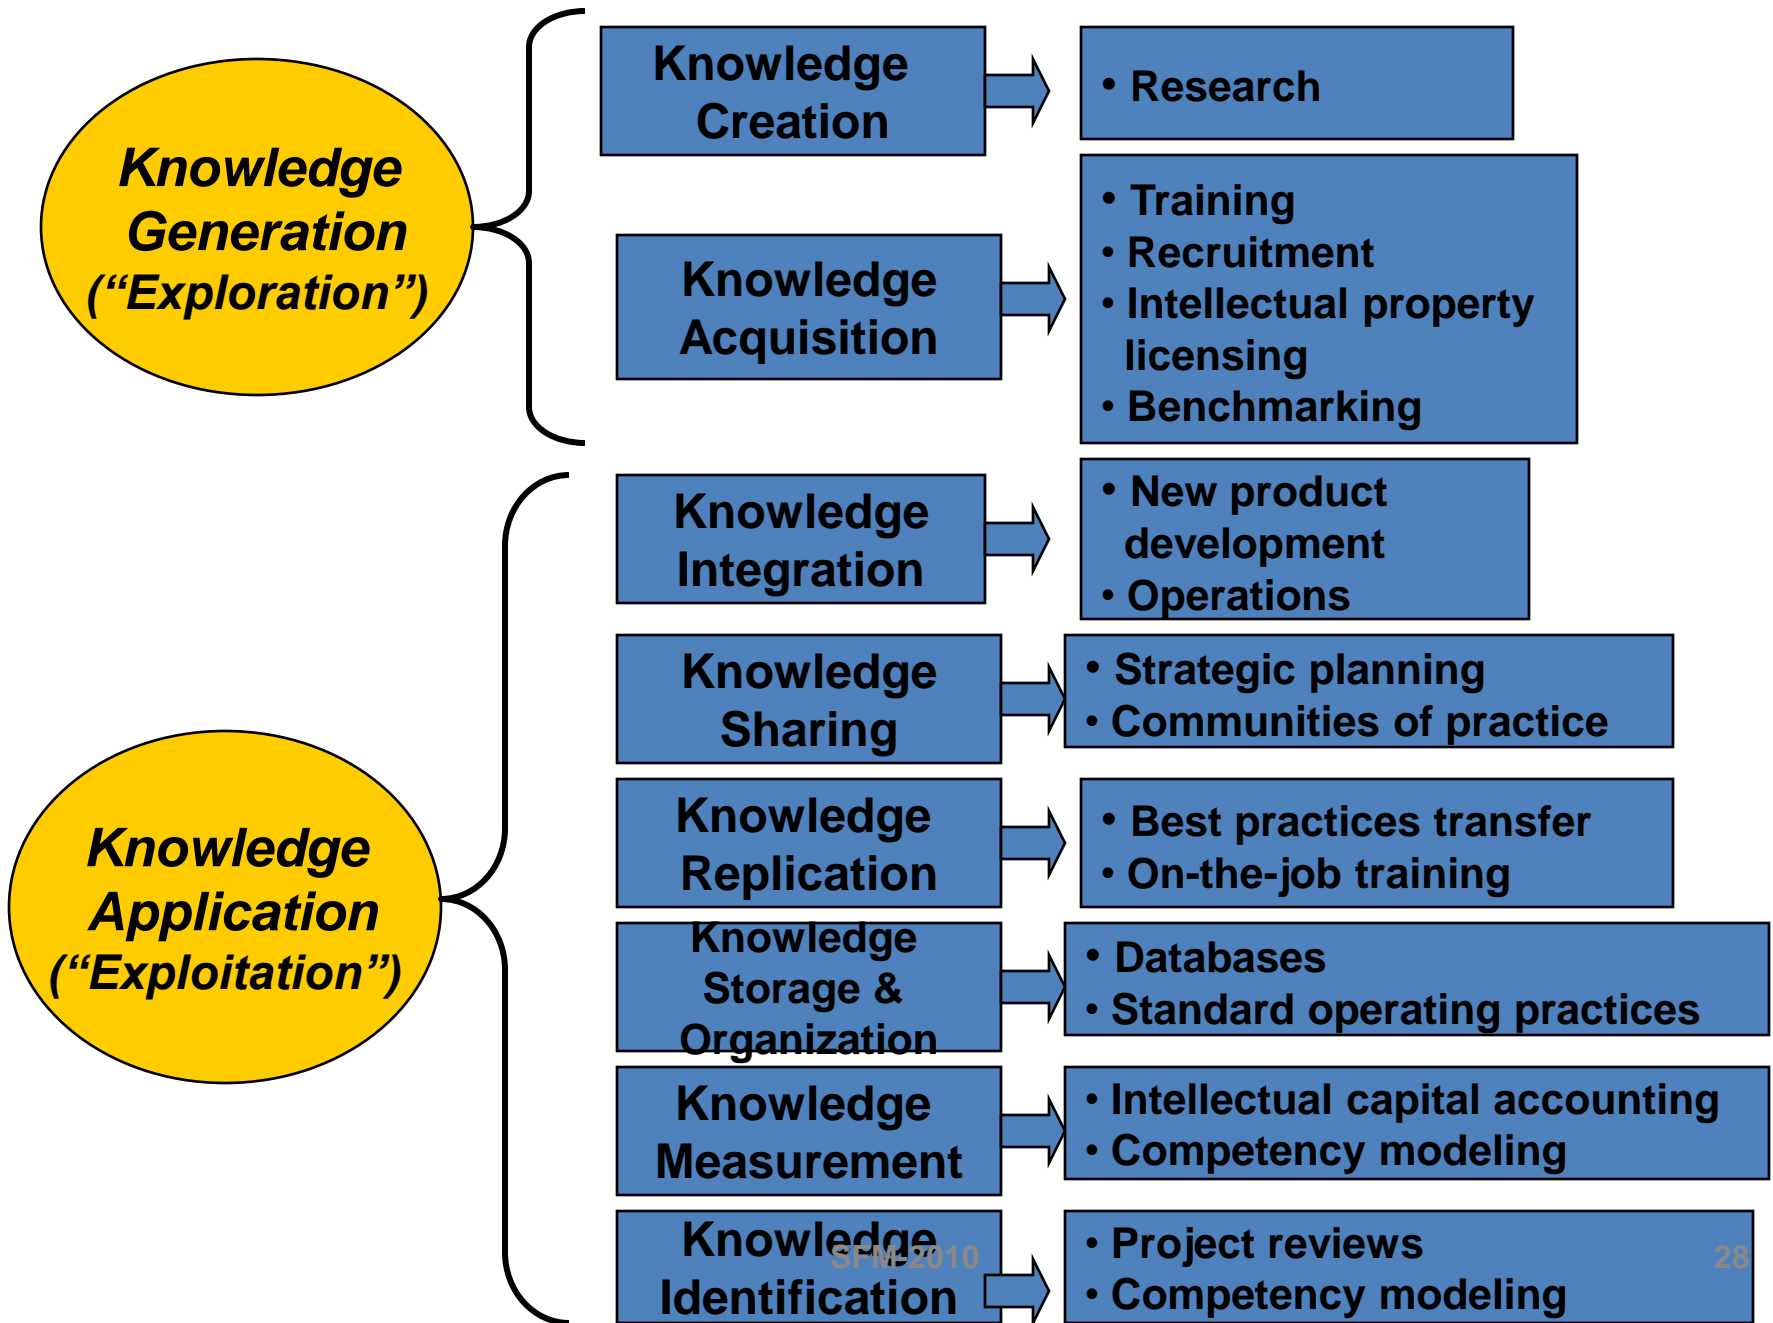 Knowledge
Generation
(“Exploration”)
Knowledge
Creation
• Research
Knowledge
Acquisition
• Training
• Recruitment
• Intellectual property
licensing
• Benchmarking
Knowledge
Application
(“Exploitation”)
Knowledge
Integration
• New product
development
• Operations
Knowledge
Sharing
• Strategic planning
• Communities of practice
Knowledge
Replication
• Best practices transfer
• On-the-job training
Knowledge
Storage &
Organization
• Databases
• Standard operating practices
Knowledge
Measurement
• Intellectual capital accounting
• Competency modeling
Knowledge
Identification
• Project reviews
• Competency modeling
SFM-2010
28